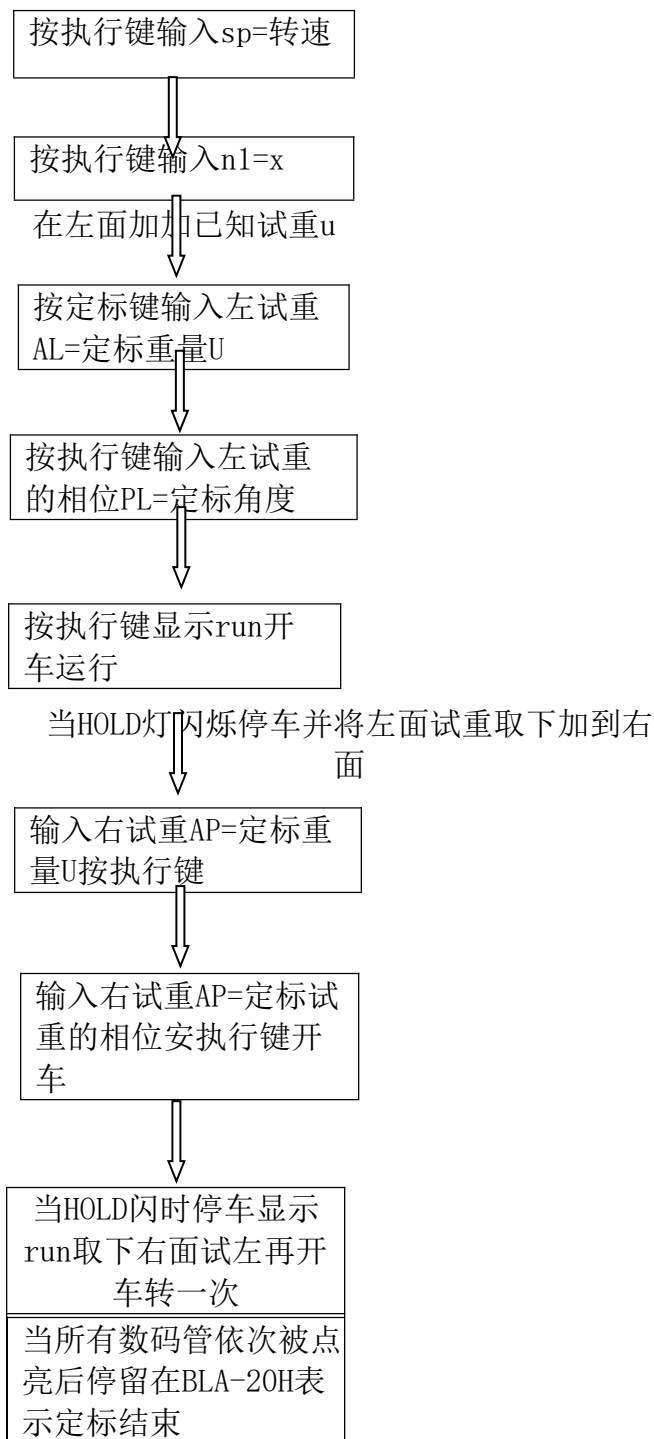 按执行键输入sp=转速
按执行键输入n1=x
在左面加加已知试重u
按定标键输入左试重
AL=定标重量U
按执行键输入左试重
的相位PL=定标角度
按执行键显示run开
车运行
当HOLD灯闪烁停车并将左面试重取下加到右
面
输入右试重AP=定标重
量U按执行键
输入右试重AP=定标试
重的相位安执行键开
车
当HOLD闪时停车显示
run取下右面试左再开
车转一次
当所有数码管依次被点
亮后停留在BLA-20H表
示定标结束